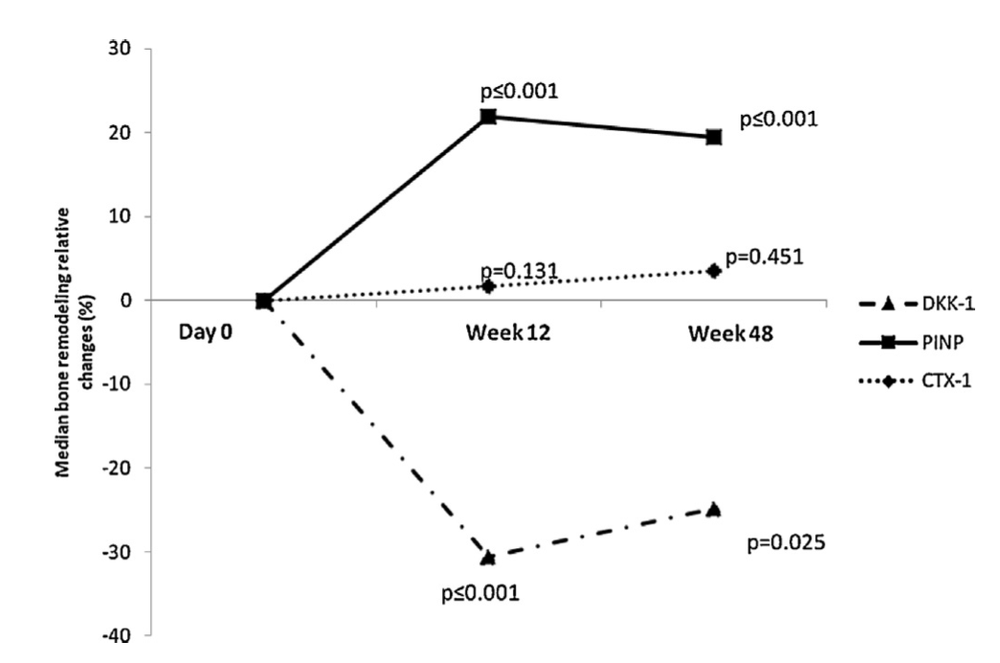 30
20
10
0
-10
-20
-30
-40
Median bone remodeling relative
changes (%)
p≤0.001
p≤0.001
p=0.131
p=0.451
Day 0
Week 12
Week 48
p≤0.001
p=0.025
DKK-1
PINP
CTX-1